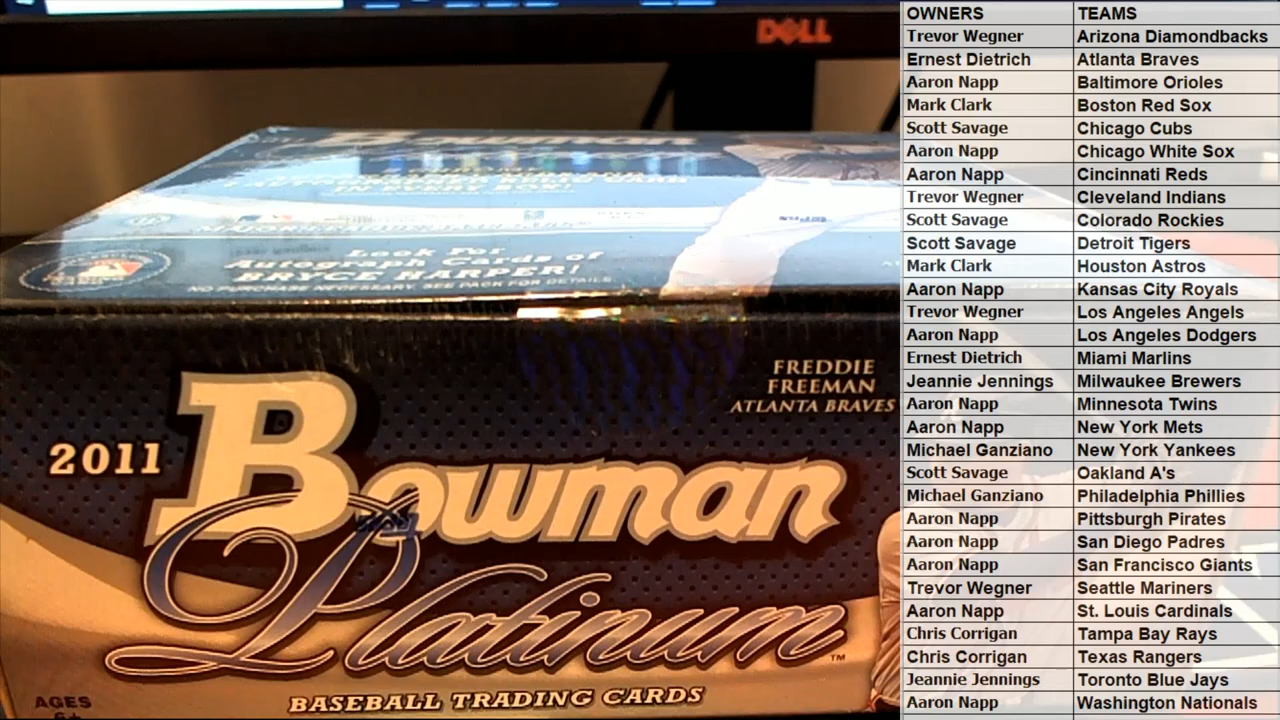 DELL
Bowman
IN EVERY BOX!
Look For
Autograph Cards of
BRYCE HARPER!
NO PURCHASE NECESSARY. SEE PACK FOR DETAILS.
FREDDIE
FREEMAN
ATLANTA BRAVES
2011
Bowman
Platinum™
BASEBALL TRADING CARDS
AGES
6+
OWNERS TEAMS
Trevor Wegner Arizona Diamondbacks
Ernest Dietrich Atlanta Braves
Aaron Napp Baltimore Orioles
Mark Clark Boston Red Sox
Scott Savage Chicago Cubs
Aaron Napp Chicago White Sox
Aaron Napp Cincinnati Reds
Trevor Wegner Cleveland Indians
Scott Savage Colorado Rockies
Scott Savage Detroit Tigers
Mark Clark Houston Astros
Aaron Napp Kansas City Royals
Trevor Wegner Los Angeles Angels
Aaron Napp Los Angeles Dodgers
Ernest Dietrich Miami Marlins
Jeannie Jennings Milwaukee Brewers
Aaron Napp Minnesota Twins
Aaron Napp New York Mets
Michael Ganziano New York Yankees
Scott Savage Oakland A's
Michael Ganziano Philadelphia Phillies
Aaron Napp Pittsburgh Pirates
Aaron Napp San Diego Padres
Aaron Napp San Francisco Giants
Trevor Wegner Seattle Mariners
Aaron Napp St. Louis Cardinals
Chris Corrigan Tampa Bay Rays
Chris Corrigan Texas Rangers
Jeannie Jennings Toronto Blue Jays
Aaron Napp Washington Nationals